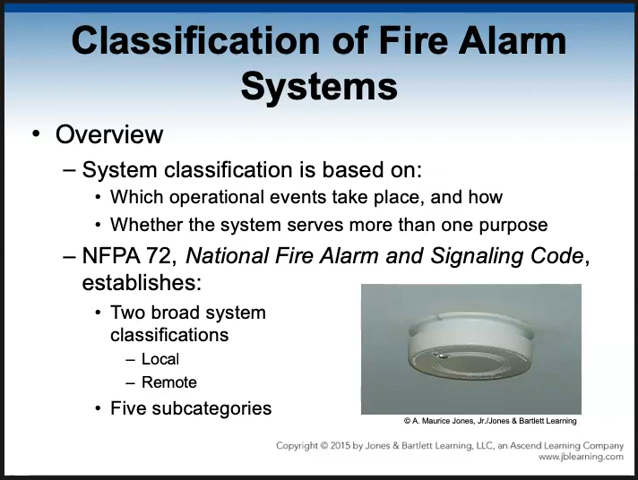 Classification of Fire Alarm
Systems
• Overview
– System classification is based on:
• Which operational events take place, and how
• Whether the system serves more than one purpose
– NFPA 72, National Fire Alarm and Signaling Code,
establishes:
• Two broad system
classifications
– Local
– Remote
• Five subcategories
© A. Maurice Jones, Jr./Jones & Bartlett Learning
Copyright © 2015 by Jones & Bartlett Learning, LLC, an Ascend Learning Company
www.jblearning.com